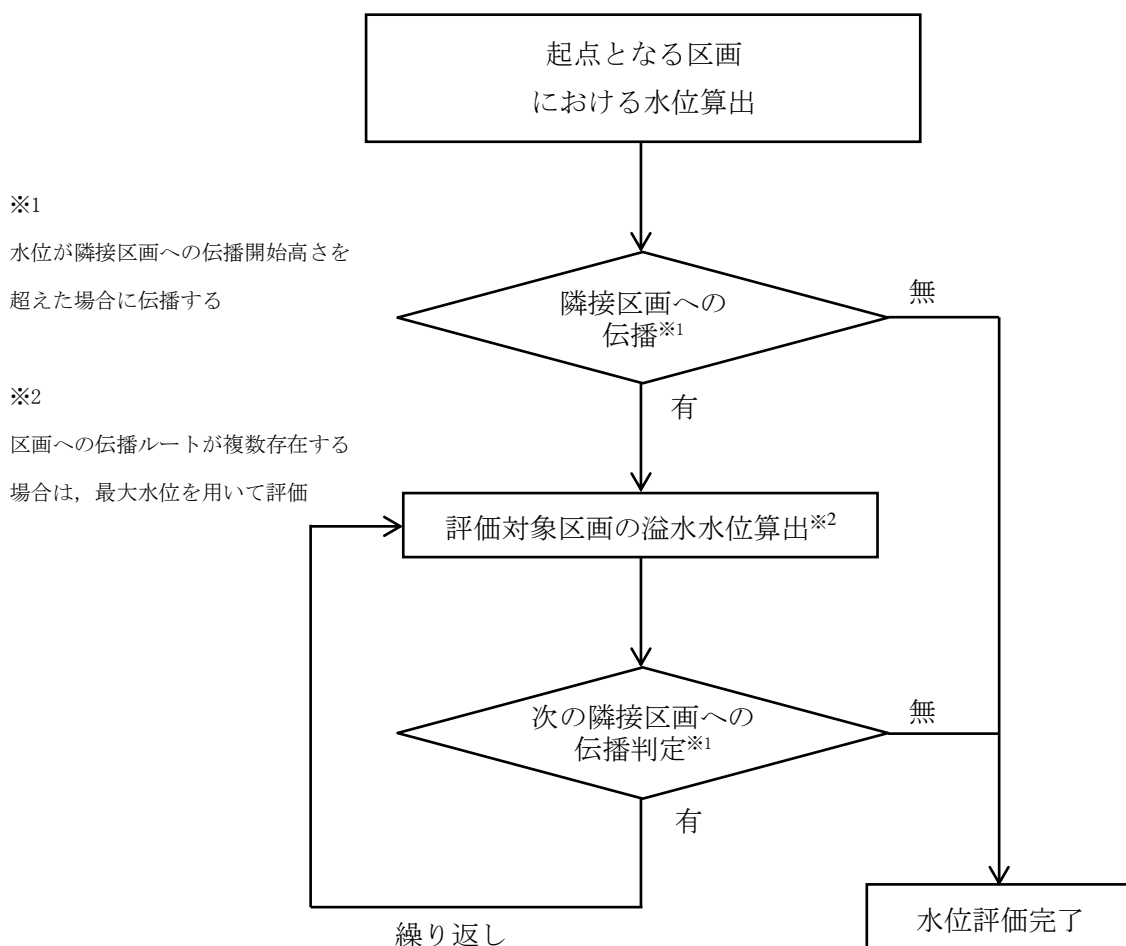 起点となる区画
における水位算出
※1
水位が隣接区画への伝播開始高さを
超えた場合に伝播する
隣接区画への
伝播※1
無
有
※2
区画への伝播ルートが複数存在する
場合は，最大水位を用いて評価
評価対象区画の溢水水位算出※2
次の隣接区画への
伝播判定※1
無
有
繰り返し
水位評価完了